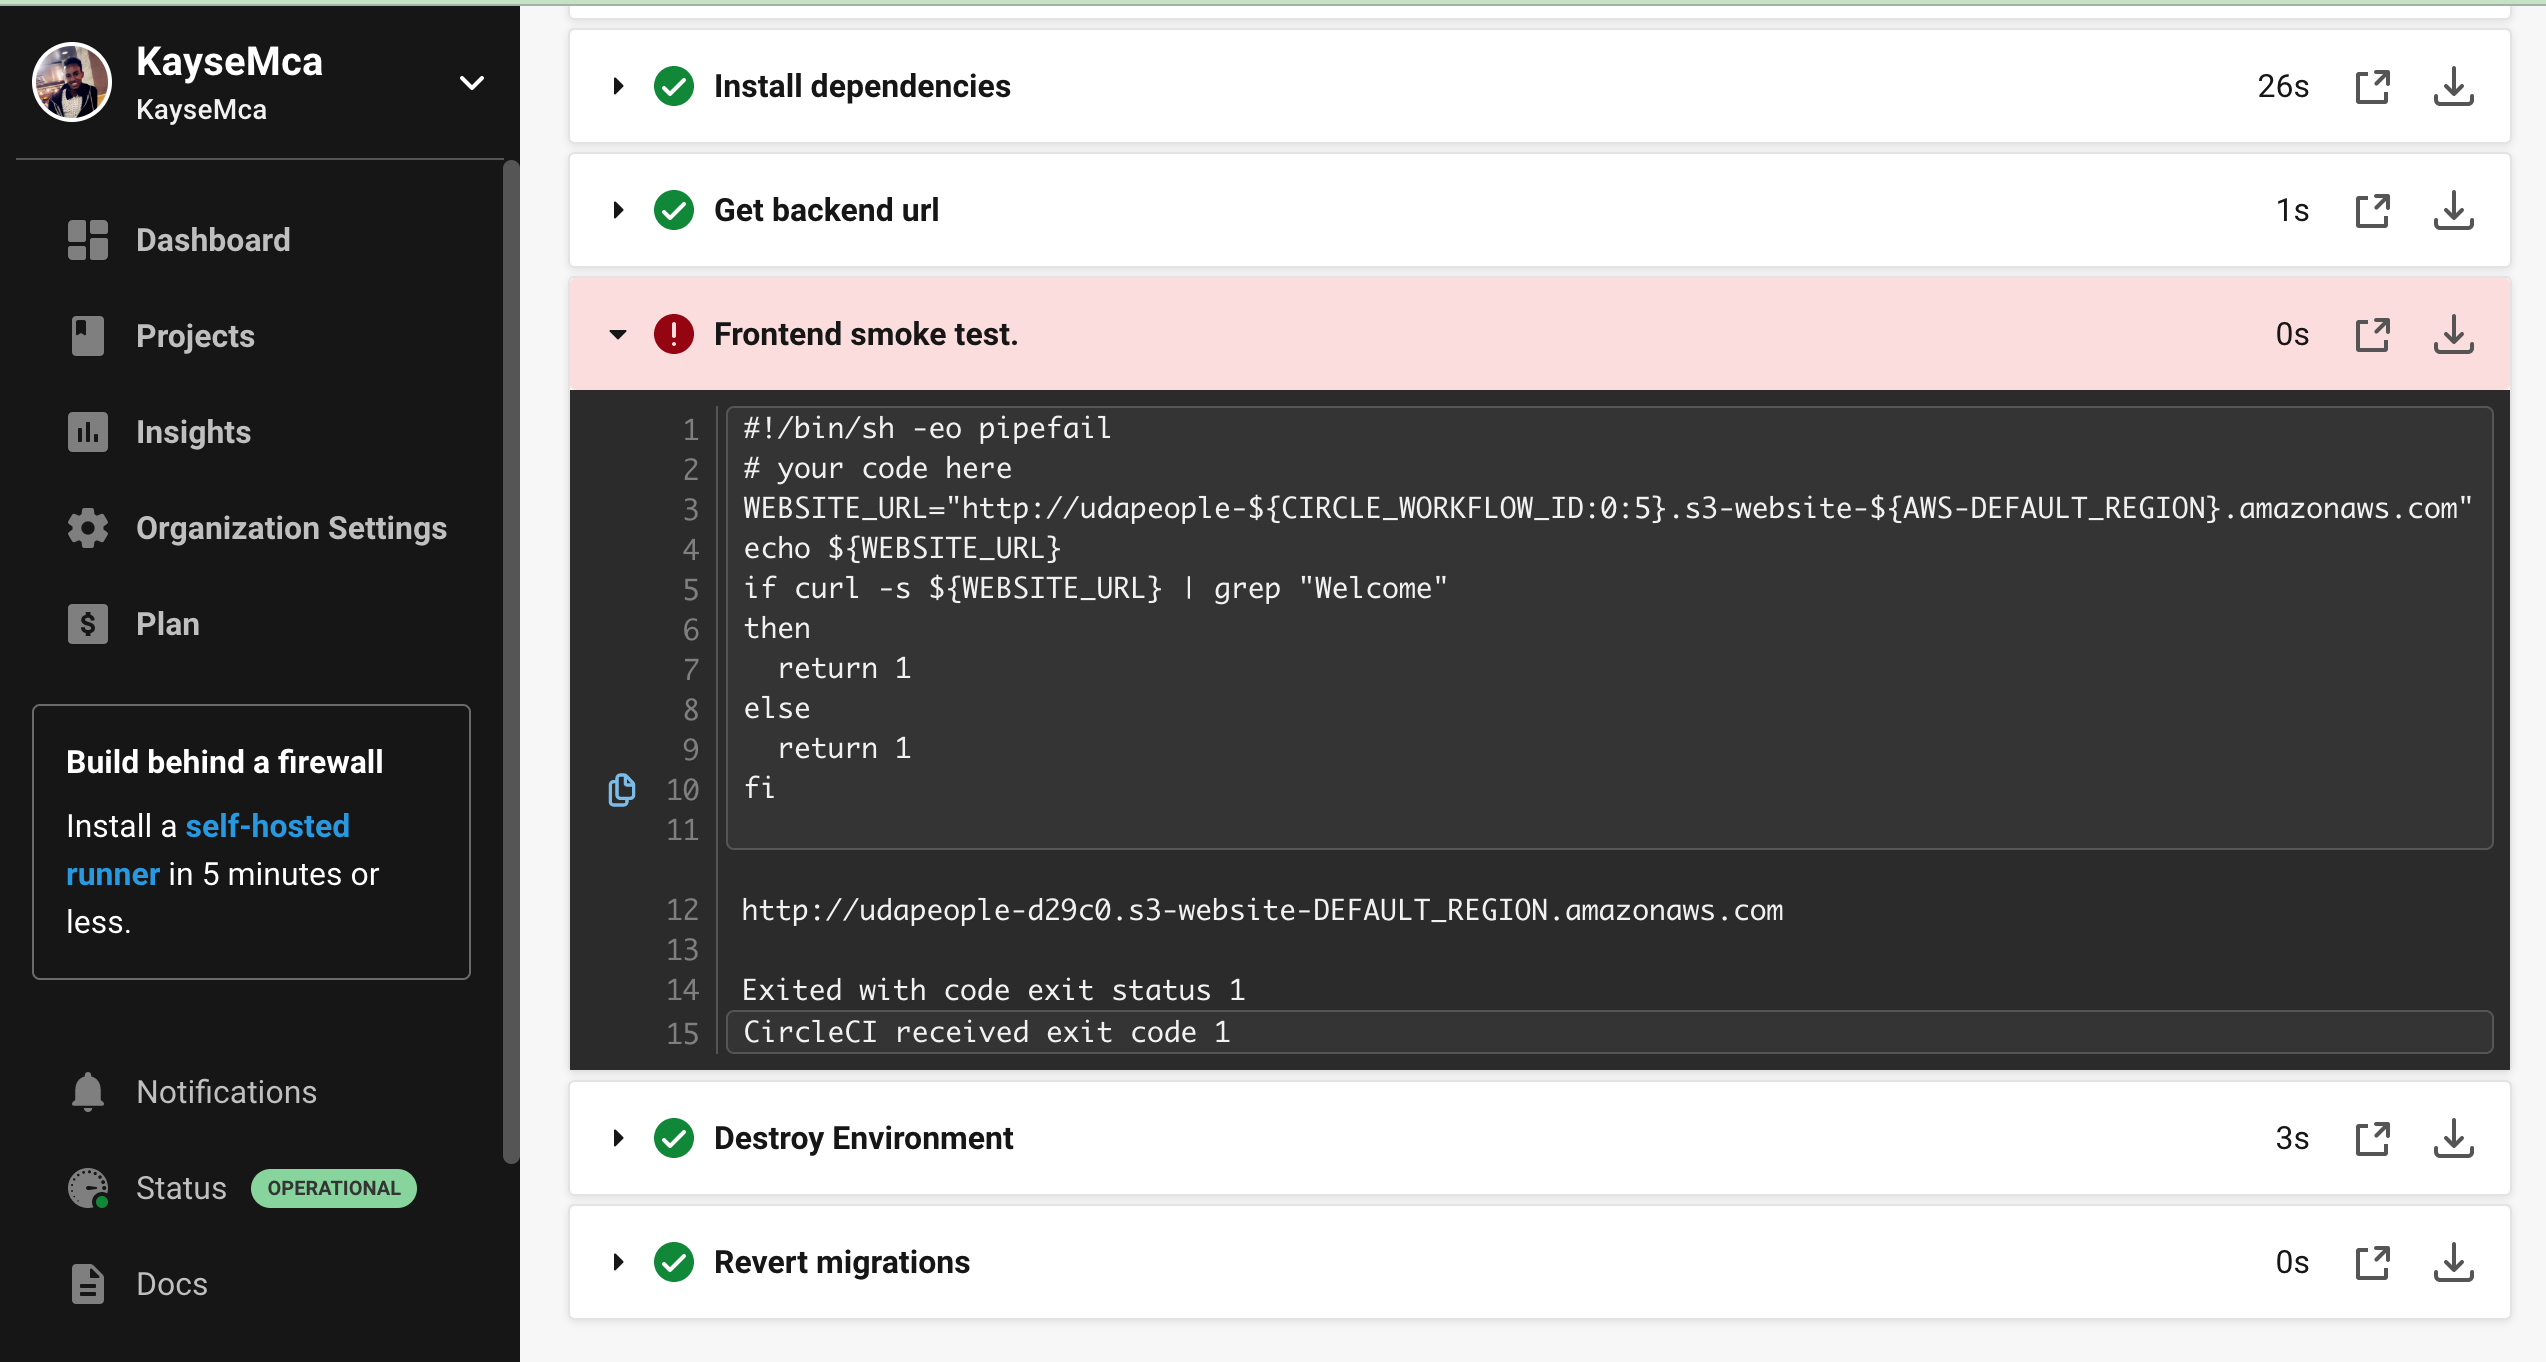 KayseMca
KayseMca
Dashboard
Projects
Insights
Organization Settings
Plan
Build behind a firewall
Install a self-hosted
runner in 5 minutes or
less.
Notifications
Status OPERATIONAL
Docs
Install dependencies 26s
Get backend url 1s
Frontend smoke test. 0s
1 #!/bin/sh -eo pipefail
2 # your code here
3 WEBSITE_URL="http://udapeople-${CIRCLE_WORKFLOW_ID:0:5}.s3-website-${AWS-DEFAULT_REGION}.amazonaws.com"
4 echo ${WEBSITE_URL}
5 if curl -s ${WEBSITE_URL} | grep "Welcome"
6 then
7   return 1
8 else
9   return 1
10 fi
11
12 http://udapeople-d29c0.s3-website-DEFAULT_REGION.amazonaws.com
13
14 Exited with code exit status 1
15 CircleCI received exit code 1
Destroy Environment 3s
Revert migrations 0s